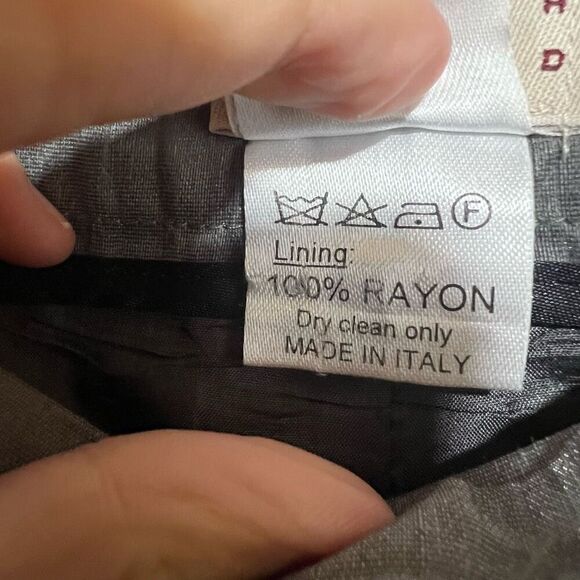 F
Lining:
100% RAYON
Dry clean only
MADE IN ITALY